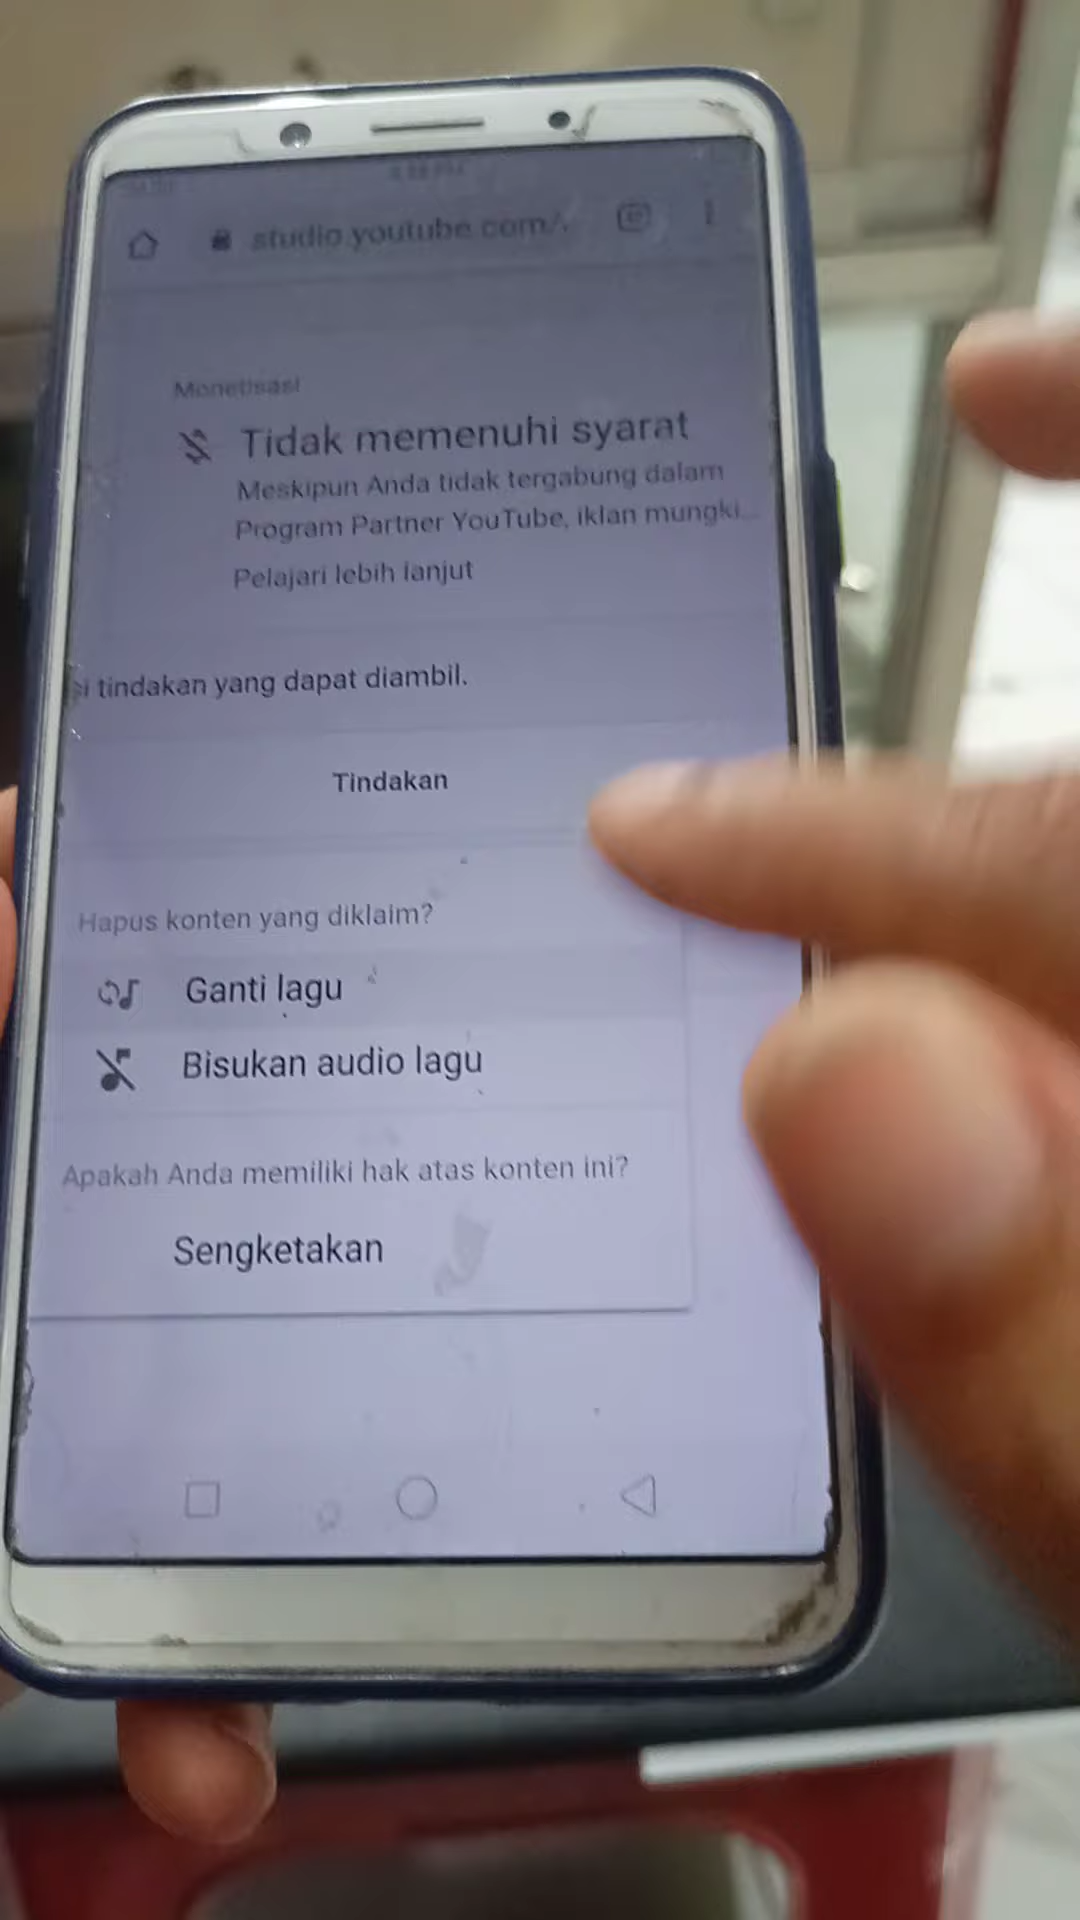 studio.youtube.com/
Monetisasi
Tidak memenuhi syarat
Meskipun Anda tidak tergabung dalam
Program Partner YouTube, iklan mungki...
Pelajari lebih lanjut
si tindakan yang dapat diambil.
Tindakan
Hapus konten yang diklaim?
Ganti lagu
Bisukan audio lagu
Apakah Anda memiliki hak atas konten ini?
Sengketakan